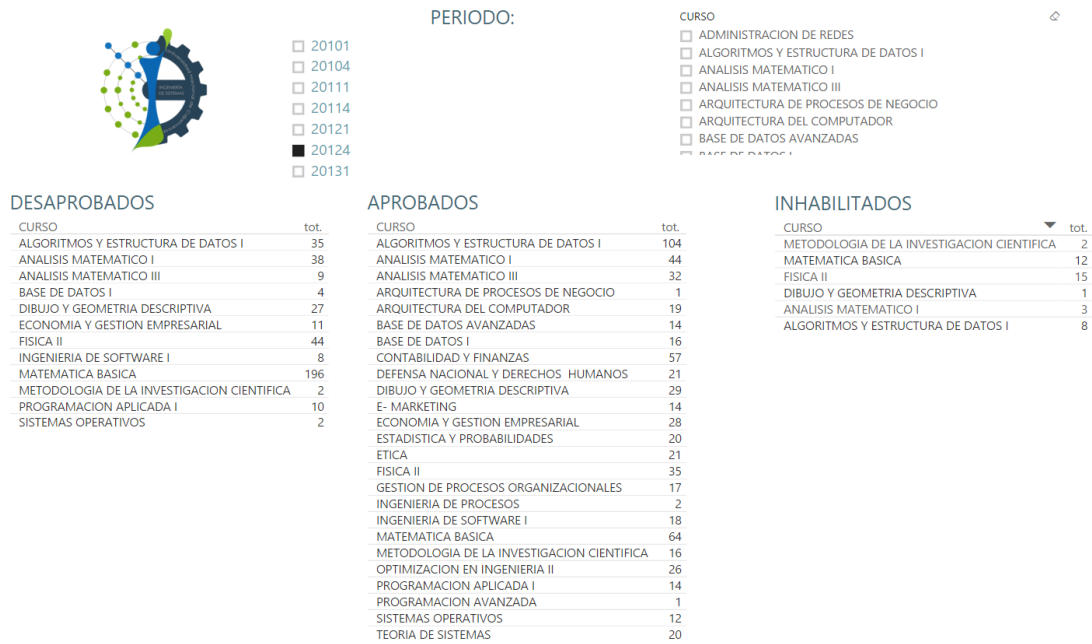 PERIODO:
20101
20104
20111
20114
20121
20124
20131
CURSO
ADMINISTRACION DE REDES
ALGORITMOS Y ESTRUCTURA DE DATOS I
ANALISIS MATEMATICO I
ANALISIS MATEMATICO III
ARQUITECTURA DE PROCESOS DE NEGOCIO
ARQUITECTURA DEL COMPUTADOR
BASE DE DATOS AVANZADAS
BASE DE DATOS I
INGENIERÍA
DE SISTEMAS
DESAPROBADOS
CURSO tot.
ALGORITMOS Y ESTRUCTURA DE DATOS I 35
ANALISIS MATEMATICO I 38
ANALISIS MATEMATICO III 9
BASE DE DATOS I 4
DIBUJO Y GEOMETRIA DESCRIPTIVA 27
ECONOMIA Y GESTION EMPRESARIAL 11
FISICA II 44
INGENIERIA DE SOFTWARE I 8
MATEMATICA BASICA 196
METODOLOGIA DE LA INVESTIGACION CIENTIFICA 2
PROGRAMACION APLICADA I 10
SISTEMAS OPERATIVOS 2
APROBADOS
CURSO tot.
ALGORITMOS Y ESTRUCTURA DE DATOS I 104
ANALISIS MATEMATICO I 44
ANALISIS MATEMATICO III 32
ARQUITECTURA DE PROCESOS DE NEGOCIO 1
ARQUITECTURA DEL COMPUTADOR 19
BASE DE DATOS AVANZADAS 14
BASE DE DATOS I 16
CONTABILIDAD Y FINANZAS 57
DEFENSA NACIONAL Y DERECHOS HUMANOS 21
DIBUJO Y GEOMETRIA DESCRIPTIVA 29
E- MARKETING 14
ECONOMIA Y GESTION EMPRESARIAL 28
ESTADISTICA Y PROBABILIDADES 20
ETICA 21
FISICA II 35
GESTION DE PROCESOS ORGANIZACIONALES 17
INGENIERIA DE PROCESOS 2
INGENIERIA DE SOFTWARE I 18
MATEMATICA BASICA 64
METODOLOGIA DE LA INVESTIGACION CIENTIFICA 16
OPTIMIZACION EN INGENIERIA II 26
PROGRAMACION APLICADA I 14
PROGRAMACION AVANZADA 1
SISTEMAS OPERATIVOS 12
TEORIA DE SISTEMAS 20
INHABILITADOS
CURSO tot.
METODOLOGIA DE LA INVESTIGACION CIENTIFICA 2
MATEMATICA BASICA 12
FISICA II 15
DIBUJO Y GEOMETRIA DESCRIPTIVA 1
ANALISIS MATEMATICO I 3
ALGORITMOS Y ESTRUCTURA DE DATOS I 8